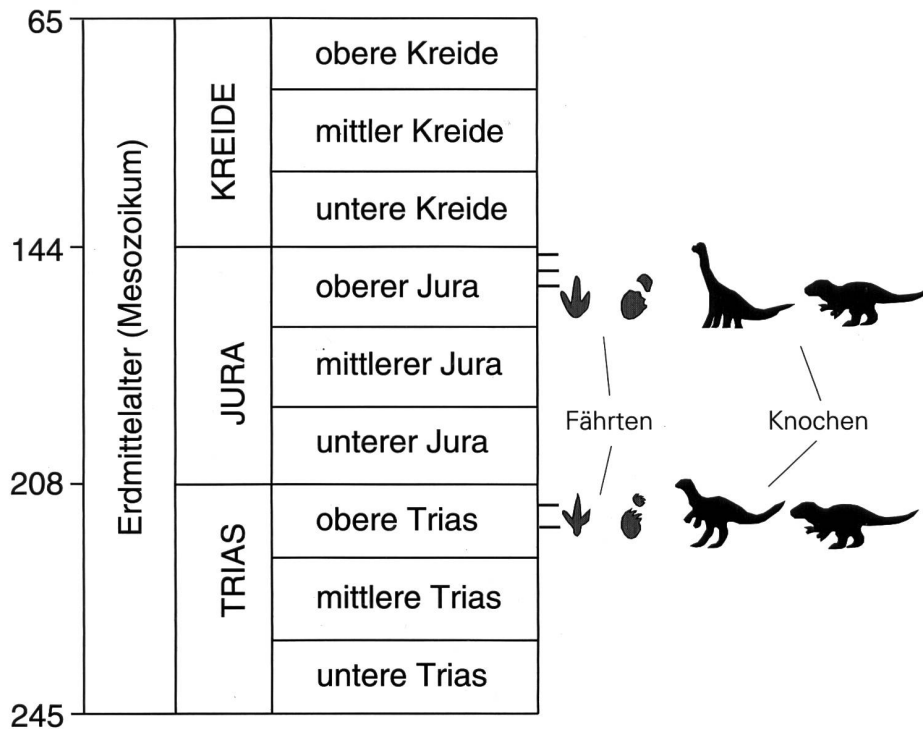 65
144
208
245
Erdmittelalter (Mesozoikum)
KREIDE
JURA
TRIAS
obere Kreide
mittler Kreide
untere Kreide
oberer Jura
mittlerer Jura
unterer Jura
obere Trias
mittlere Trias
untere Trias
Fährten
Knochen